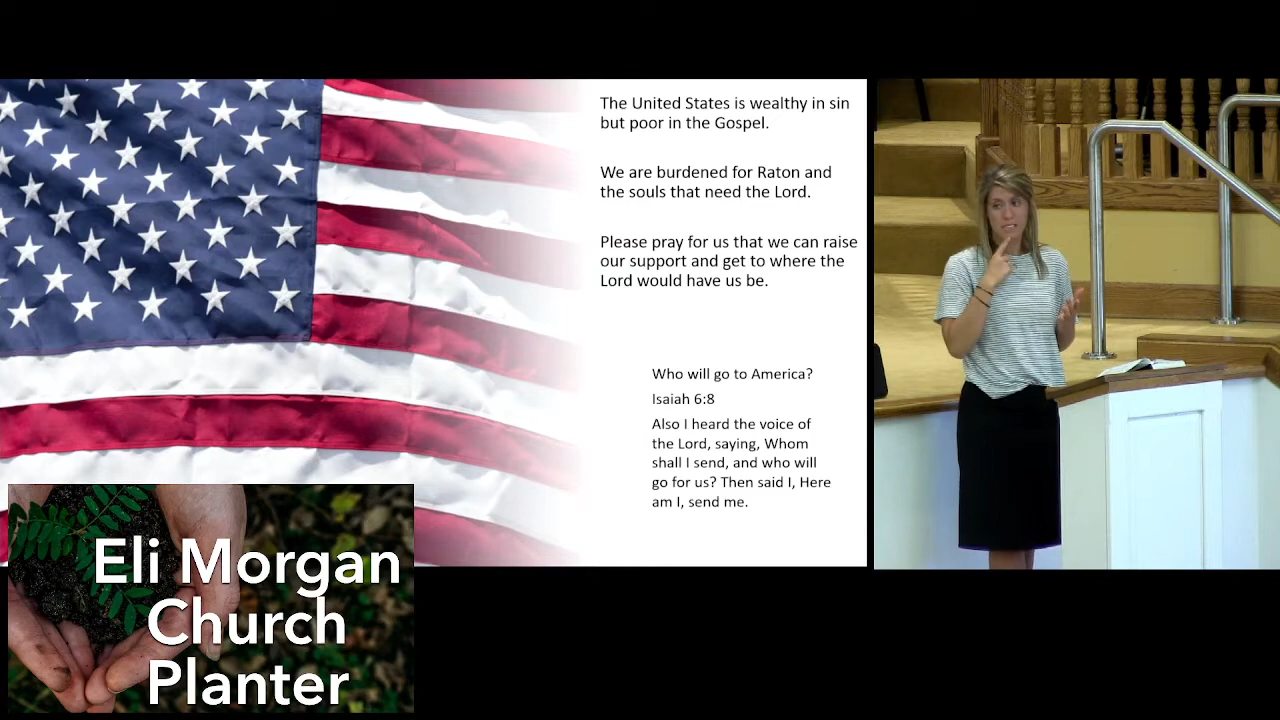 The United States is wealthy in sin
but poor in the Gospel.
We are burdened for Raton and
the souls that need the Lord.
Please pray for us that we can raise
our support and get to where the
Lord would have us be.
Who will go to America?
Isaiah 6:8
Also I heard the voice of
the Lord, saying, Whom
shall I send, and who will
go for us? Then said I, Here
am I, send me.
Eli Morgan
Church
Planter